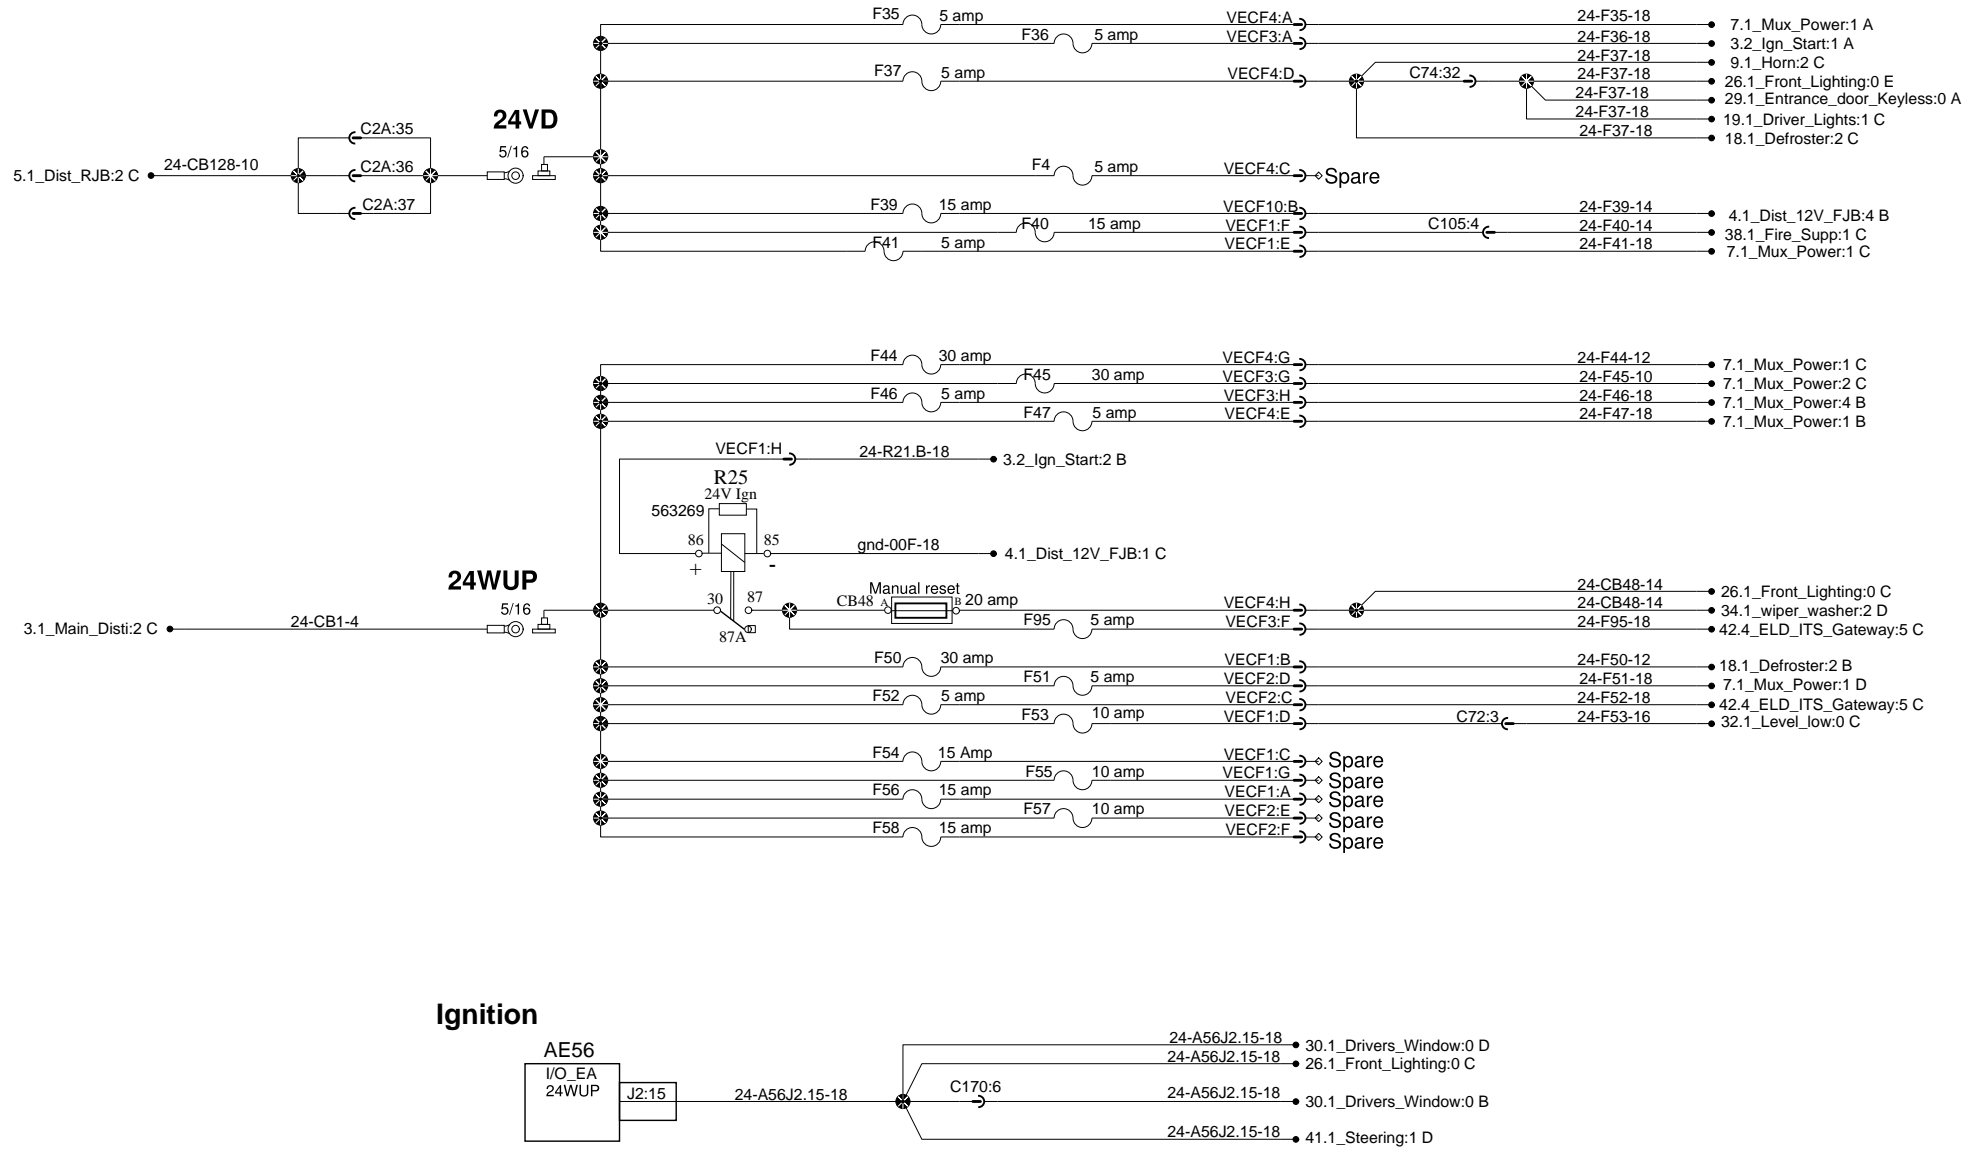 F35 5 amp VECF4:A 24-F35-18 7.1_Mux_Power:1 A
F36 5 amp VECF3:A 24-F36-18 3.2_Ign_Start:1 A
24-F37-18 9.1_Horn:2 C
F37 5 amp VECF4:D C74:32 24-F37-18 26.1_Front_Lighting:0 E
24-F37-18 29.1_Entrance_door_Keyless:0 A
24VD
24-F37-18 19.1_Driver_Lights:1 C
C2A:35 24-F37-18 18.1_Defroster:2 C
5/16
5.1_Dist_RJB:2 C 24-CB128-10 C2A:36 F4 5 amp VECF4:C Spare
C2A:37 F39 15 amp VECF10:B 24-F39-14 4.1_Dist_12V_FJB:4 B
F40 15 amp VECF1:F C105:4 24-F40-14 38.1_Fire_Supp:1 C
F41 5 amp VECF1:E 24-F41-18 7.1_Mux_Power:1 C
F44 30 amp VECF4:G 24-F44-12 7.1_Mux_Power:1 C
F45 30 amp VECF3:G 24-F45-10 7.1_Mux_Power:2 C
F46 5 amp VECF3:H 24-F46-18 7.1_Mux_Power:4 B
F47 5 amp VECF4:E 24-F47-18 7.1_Mux_Power:1 B
VECF1:H 24-R21.B-18 3.2_Ign_Start:2 B
R25
24V Ign
563269
86 85 gnd-00F-18 4.1_Dist_12V_FJB:1 C
+ -
24WUP
Manual reset 24-CB48-14 26.1_Front_Lighting:0 C
5/16 30 87 CB48 A B 20 amp VECF4:H 24-CB48-14 34.1_wiper_washer:2 D
3.1_Main_Disti:2 C 24-CB1-4 87A F95 5 amp VECF3:F 24-F95-18 42.4_ELD_ITS_Gateway:5 C
F50 30 amp VECF1:B 24-F50-12 18.1_Defroster:2 B
F51 5 amp VECF2:D 24-F51-18 7.1_Mux_Power:1 D
F52 5 amp VECF2:C 24-F52-18 42.4_ELD_ITS_Gateway:5 C
F53 10 amp VECF1:D C72:3 24-F53-16 32.1_Level_low:0 C
F54 15 Amp VECF1:C Spare
F55 10 amp VECF1:G Spare
F56 15 amp VECF1:A Spare
F57 10 amp VECF2:E Spare
F58 15 amp VECF2:F Spare
Ignition
AE56
I/O_EA
24WUP
J2:15 24-A56J2.15-18
24-A56J2.15-18 30.1_Drivers_Window:0 D
24-A56J2.15-18 26.1_Front_Lighting:0 C
C170:6 24-A56J2.15-18 30.1_Drivers_Window:0 B
24-A56J2.15-18 41.1_Steering:1 D